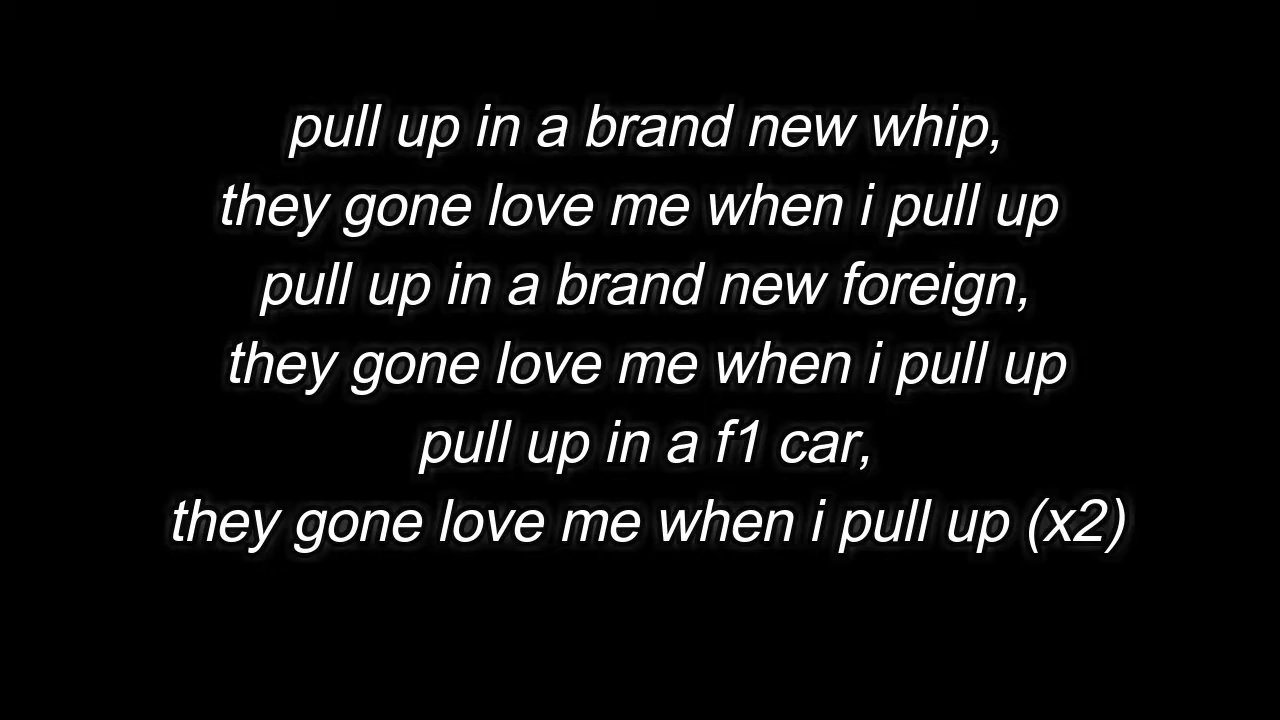 pull up in a brand new whip,
they gone love me when i pull up
pull up in a brand new foreign,
they gone love me when i pull up
pull up in a f1 car,
they gone love me when i pull up (x2)